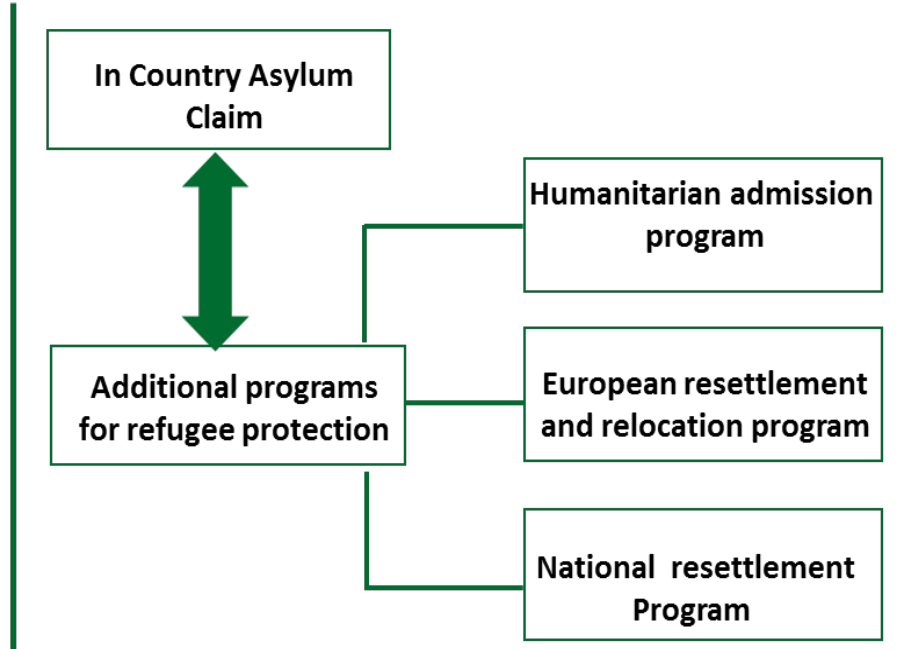 In Country Asylum
Claim
Humanitarian admission
program
Additional programs
for refugee protection
European resettlement
and relocation program
National resettlement
Program